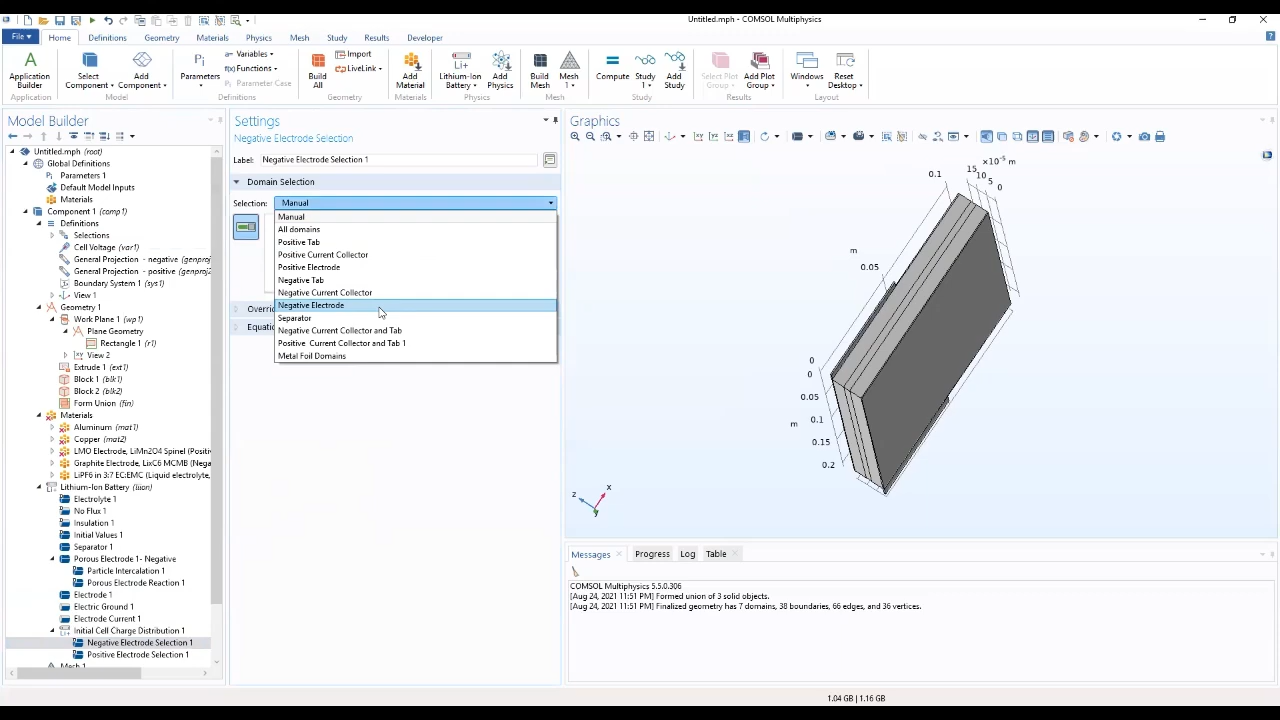 Untitled.mph - COMSOL Multiphysics
File Home Definitions Geometry Materials Physics Mesh Study Results Developer
Application Builder
Application
Select Component
Add Component
Model
Parameters
Variables
Functions
Parameter Case
Definitions
Build All
Import
LiveLink
Geometry
Add Material
Materials
Lithium-Ion Battery
Add Physics
Physics
Build Mesh
Mesh 1
Mesh
Compute
Study 1
Add Study
Study
Select Plot Group
Add Plot Group
Results
Windows
Reset Desktop
Layout
Model Builder
Untitled.mph (root)
Global Definitions
Parameters 1
Default Model Inputs
Materials
Component 1 (comp1)
Definitions
Selections
Cell Voltage (var1)
General Projection - negative (genproj
General Projection - positive (genproj2
Boundary System 1 (sys1)
View 1
Geometry 1
Work Plane 1 (wp1)
Plane Geometry
Rectangle 1 (r1)
View 2
Extrude 1 (ext1)
Block 1 (blk1)
Block 2 (blk2)
Form Union (fin)
Materials
Aluminum (mat1)
Copper (mat2)
LMO Electrode, LiMn2O4 Spinel (Positiv
Graphite Electrode, LixC6 MCMB (Nega
LiPF6 in 3:7 EC:EMC (Liquid electrolyte,
Lithium-Ion Battery (liion)
Electrolyte 1
No Flux 1
Insulation 1
Initial Values 1
Separator 1
Porous Electrode 1- Negative
Particle Intercalation 1
Porous Electrode Reaction 1
Electrode 1
Electric Ground 1
Electrode Current 1
Initial Cell Charge Distribution 1
Negative Electrode Selection 1
Positive Electrode Selection 1
Mesh 1
Settings
Negative Electrode Selection
Label: Negative Electrode Selection 1
Domain Selection
Selection: Manual
Manual
All domains
Positive Tab
Positive Current Collector
Positive Electrode
Negative Tab
Negative Current Collector
Negative Electrode
Separator
Negative Current Collector and Tab
Positive Current Collector and Tab 1
Metal Foil Domains
Overri
Equati
Graphics
×10⁻⁵ m
0.1
15
10
5
0
m
0.05
0
0
0.05
0.1
m
0.15
0.2
z
x
y
Messages Progress Log Table
COMSOL Multiphysics 5.5.0.306
[Aug 24, 2021 11:51 PM] Formed union of 3 solid objects.
[Aug 24, 2021 11:51 PM] Finalized geometry has 7 domains, 38 boundaries, 66 edges, and 36 vertices.
1.04 GB | 1.16 GB